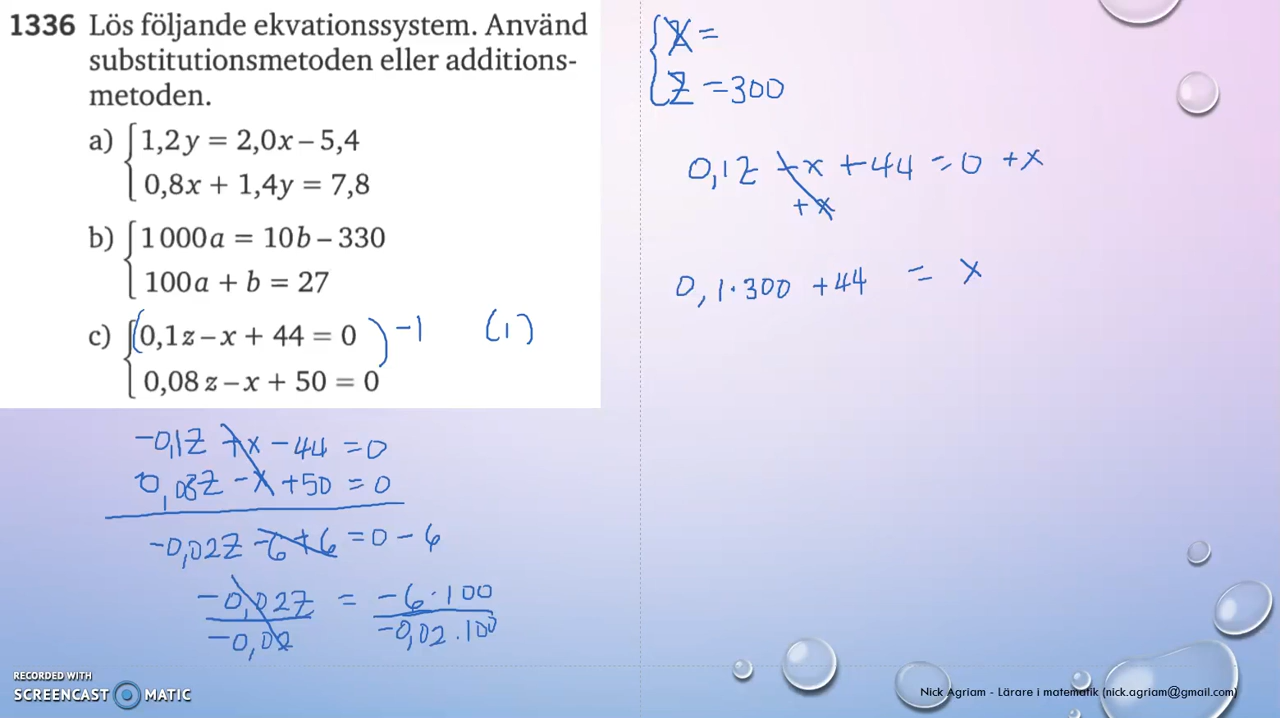 1336 Lös följande ekvationssystem. Använd
substitutionsmetoden eller additions-
metoden.
a) { 1,2y = 2,0x – 5,4
0,8x + 1,4y = 7,8
b) { 1 000a = 10b – 330
100a + b = 27
c) { (0,1z – x + 44 = 0 ) -1 (1)
0,08z – x + 50 = 0
-0,1z +x -44 =0
0,08z -x +50 =0
-0,02z -6 +6 =0 -6
-0,02z = -6·100
-0,02 -0,02·100
{ x =
z =300
0,1z -x +44 =0 +x
+x
0,1·300 +44 = x
RECORDED WITH
SCREENCAST MATIC
Nick Agriam - Lärare i matematik (nick.agriam@gmail.com)